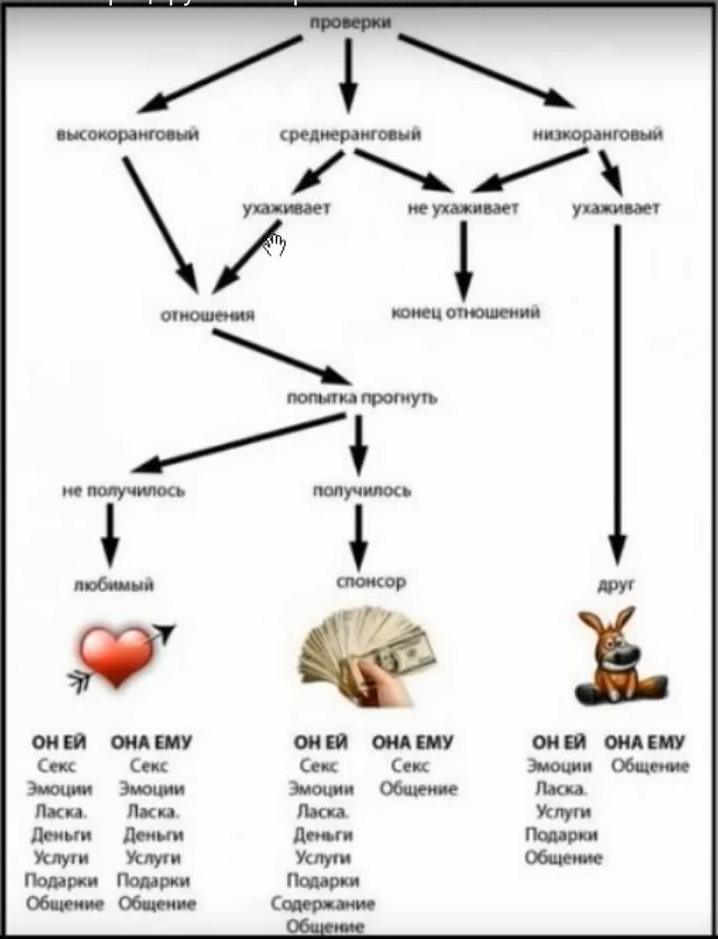 проверки
высокоранговый среднеранговый низкоранговый
ухаживает не ухаживает ухаживает
отношения конец отношений
попытка прогнуть
не получилось получилось
любимый спонсор друг
ОН ЕЙ ОНА ЕМУ ОН ЕЙ ОНА ЕМУ ОН ЕЙ ОНА ЕМУ
Секс Секс Секс Секс Эмоции Общение
Эмоции Эмоции Эмоции Общение Ласка.
Ласка. Ласка. Ласка. Услуги
Деньги Деньги Деньги Подарки
Услуги Услуги Услуги Общение
Подарки Подарки Подарки
Общение Общение Содержание
Общение